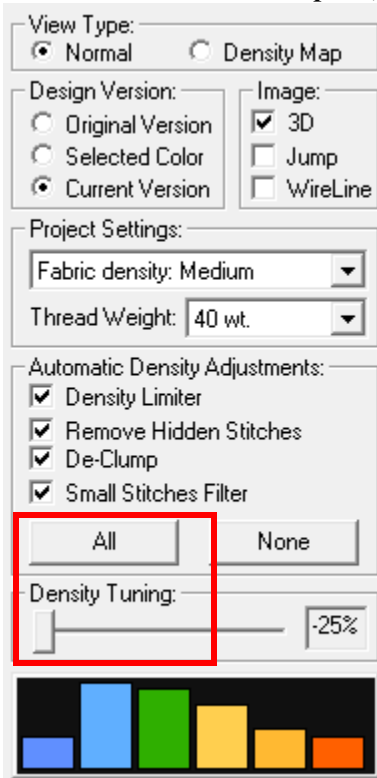 View Type:
Normal Density Map
Design Version: Image:
Original Version 3D
Selected Color Jump
Current Version WireLine
Project Settings:
Fabric density: Medium
Thread Weight: 40 wt.
Automatic Density Adjustments:
Density Limiter
Remove Hidden Stitches
De-Clump
Small Stitches Filter
All None
Density Tuning:
-25%